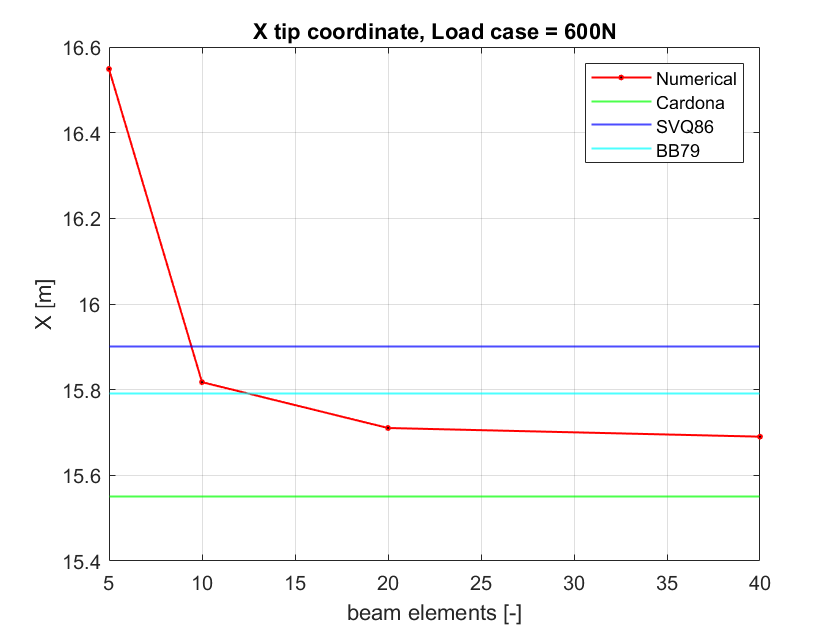 X tip coordinate, Load case = 600N
16.6
16.4
16.2
16
15.8
15.6
15.4
X [m]
Numerical
Cardona
SVQ86
BB79
5
10
15
20
25
30
35
40
beam elements [-]